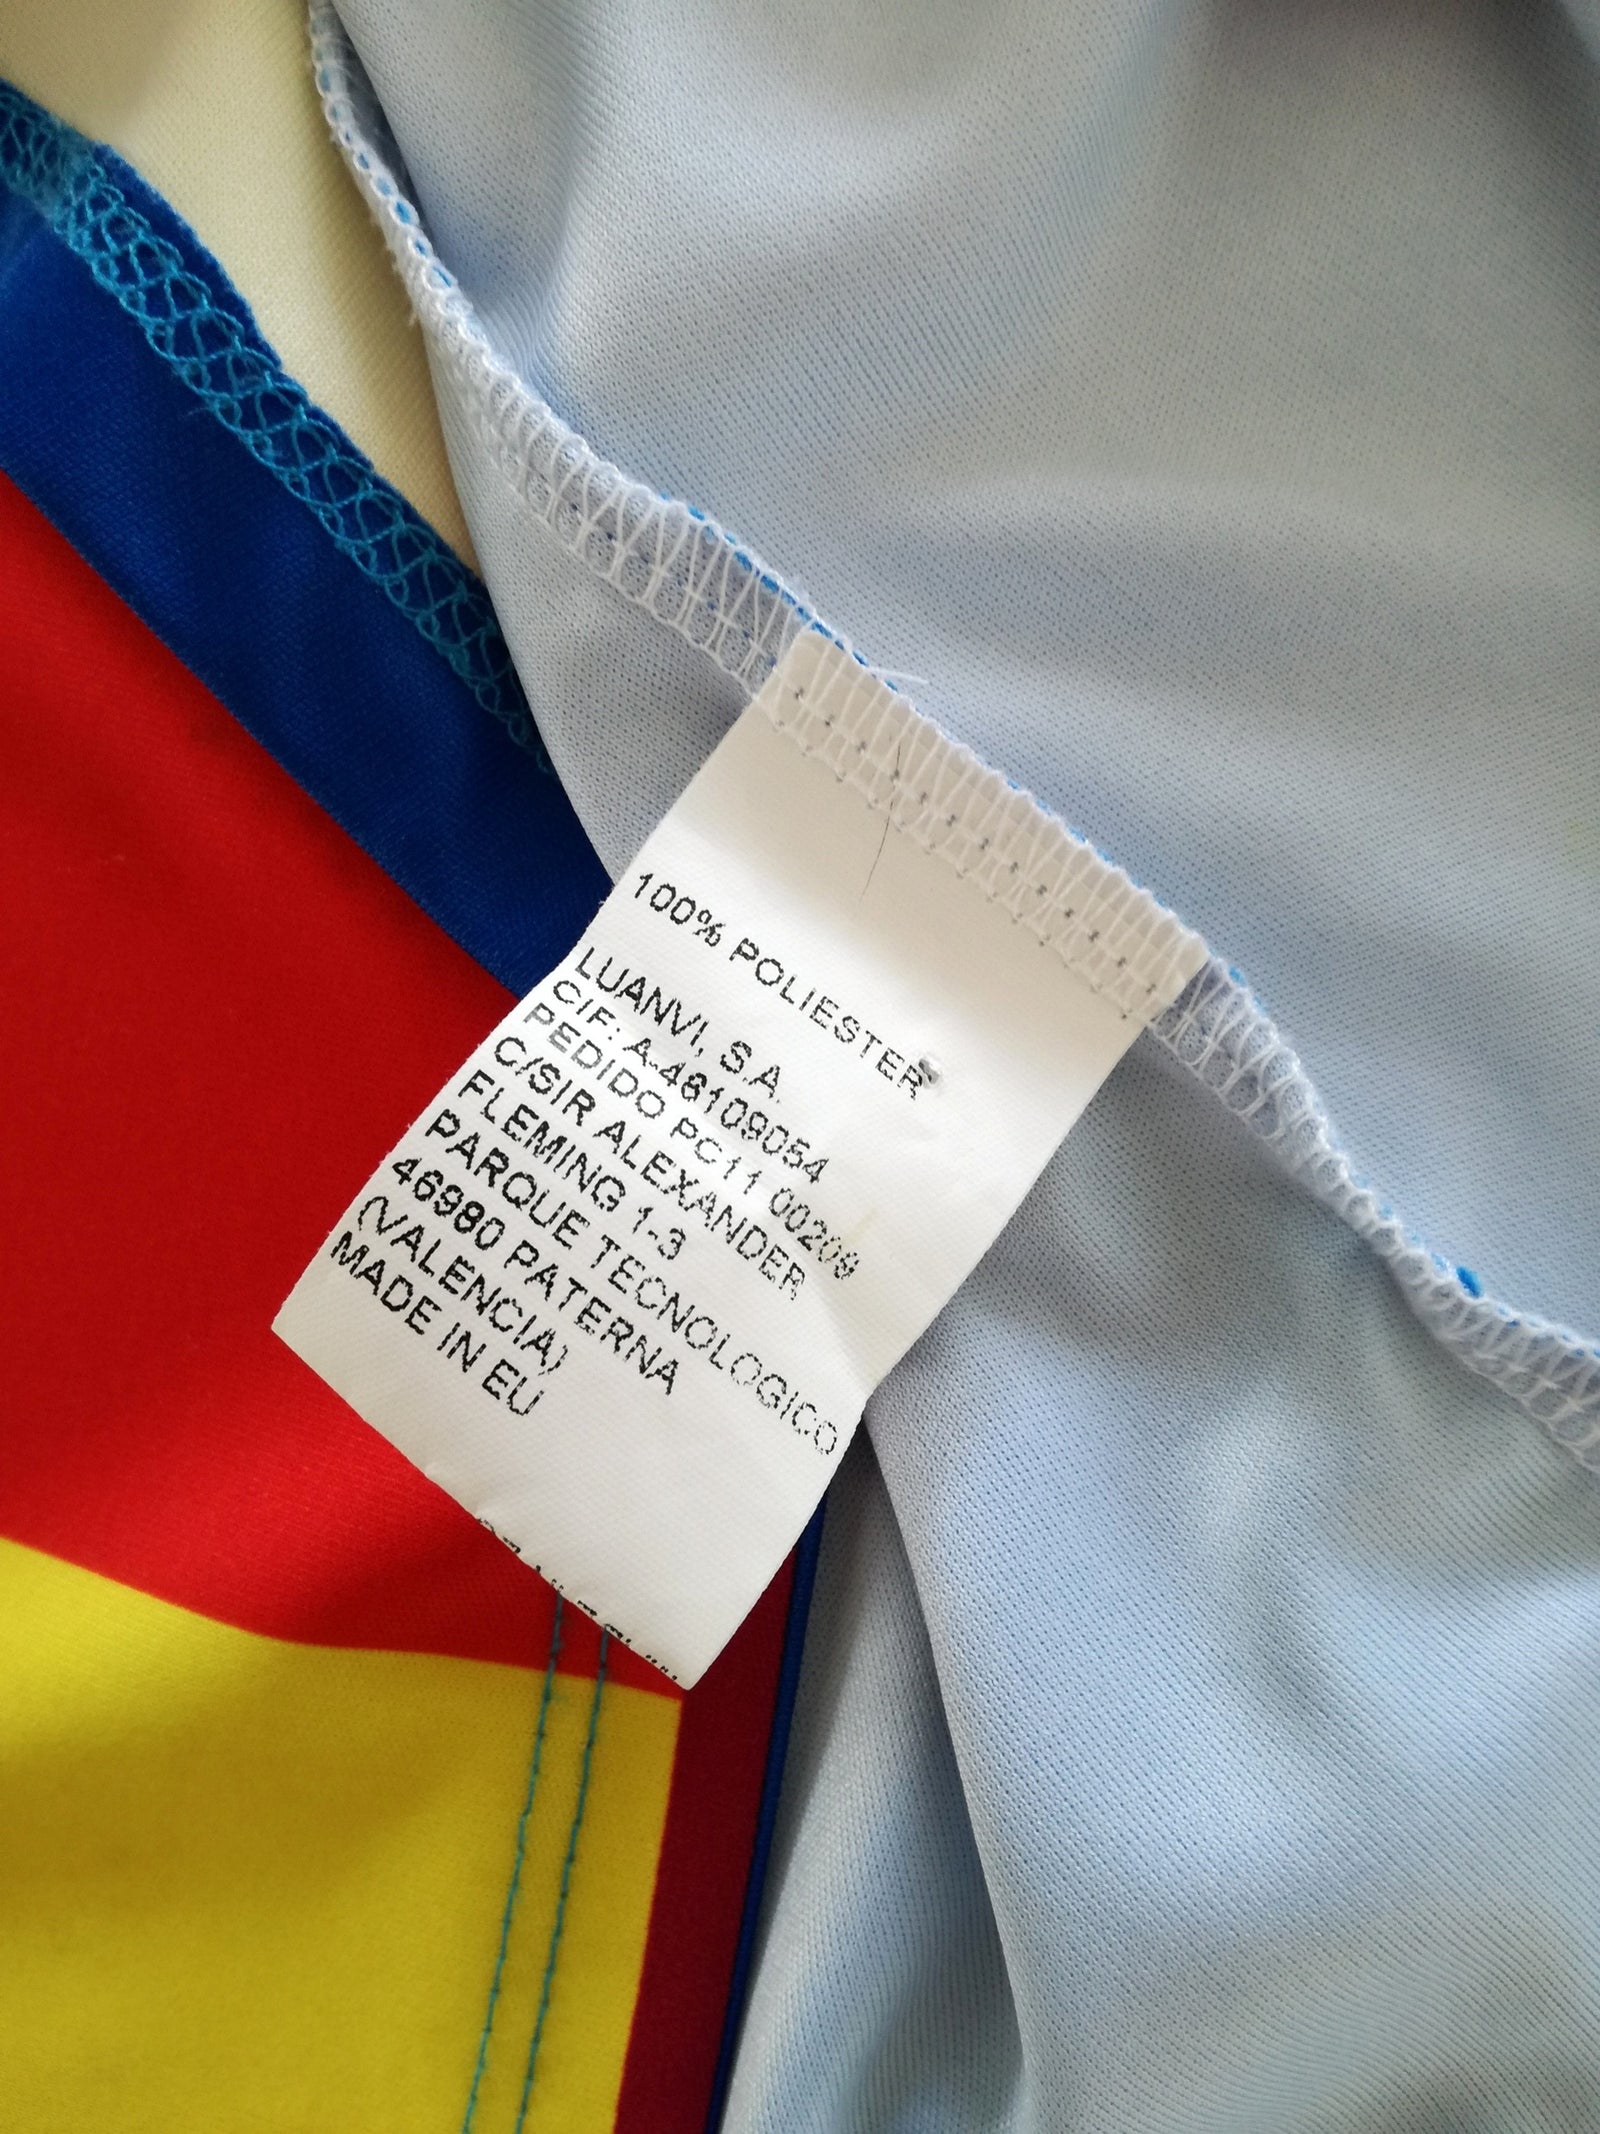 100% POLIESTER
LUANVI, S.A.
CIF: A-46109054
PEDIDO PC11 00209
C/SIR ALEXANDER
FLEMING 1-3
PARQUE TECNOLOGICO
46980 PATERNA
(VALENCIA)
MADE IN EU